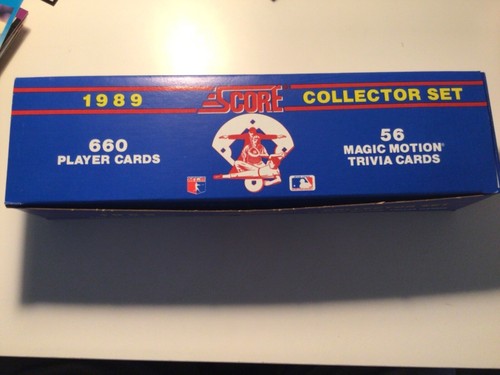 1989 SCORE COLLECTOR SET
660
PLAYER CARDS
56
MAGIC MOTION®
TRIVIA CARDS